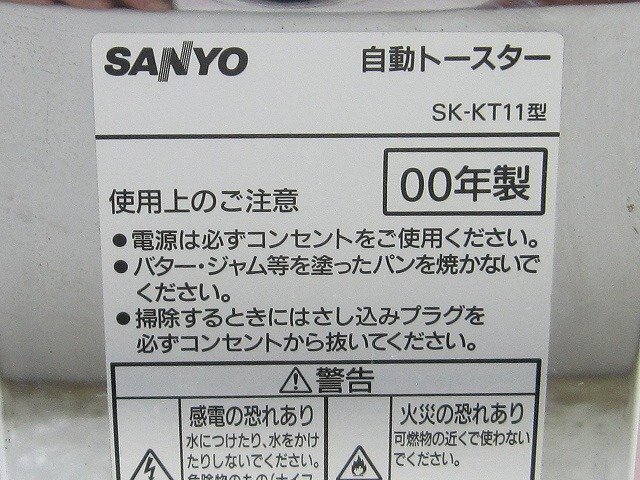 SANYO 自動トースター
SK-KT11型
00年製
使用上のご注意
●電源は必ずコンセントをご使用ください。
●バター・ジャム等を塗ったパンを焼かないで
ください。
●掃除するときにはさし込みプラグを
必ずコンセントから抜いてください。
警告
感電の恐れあり
水につけたり、水をかけ
たりしないでください。
火災の恐れあり
可燃物の近くで使わない
でください。